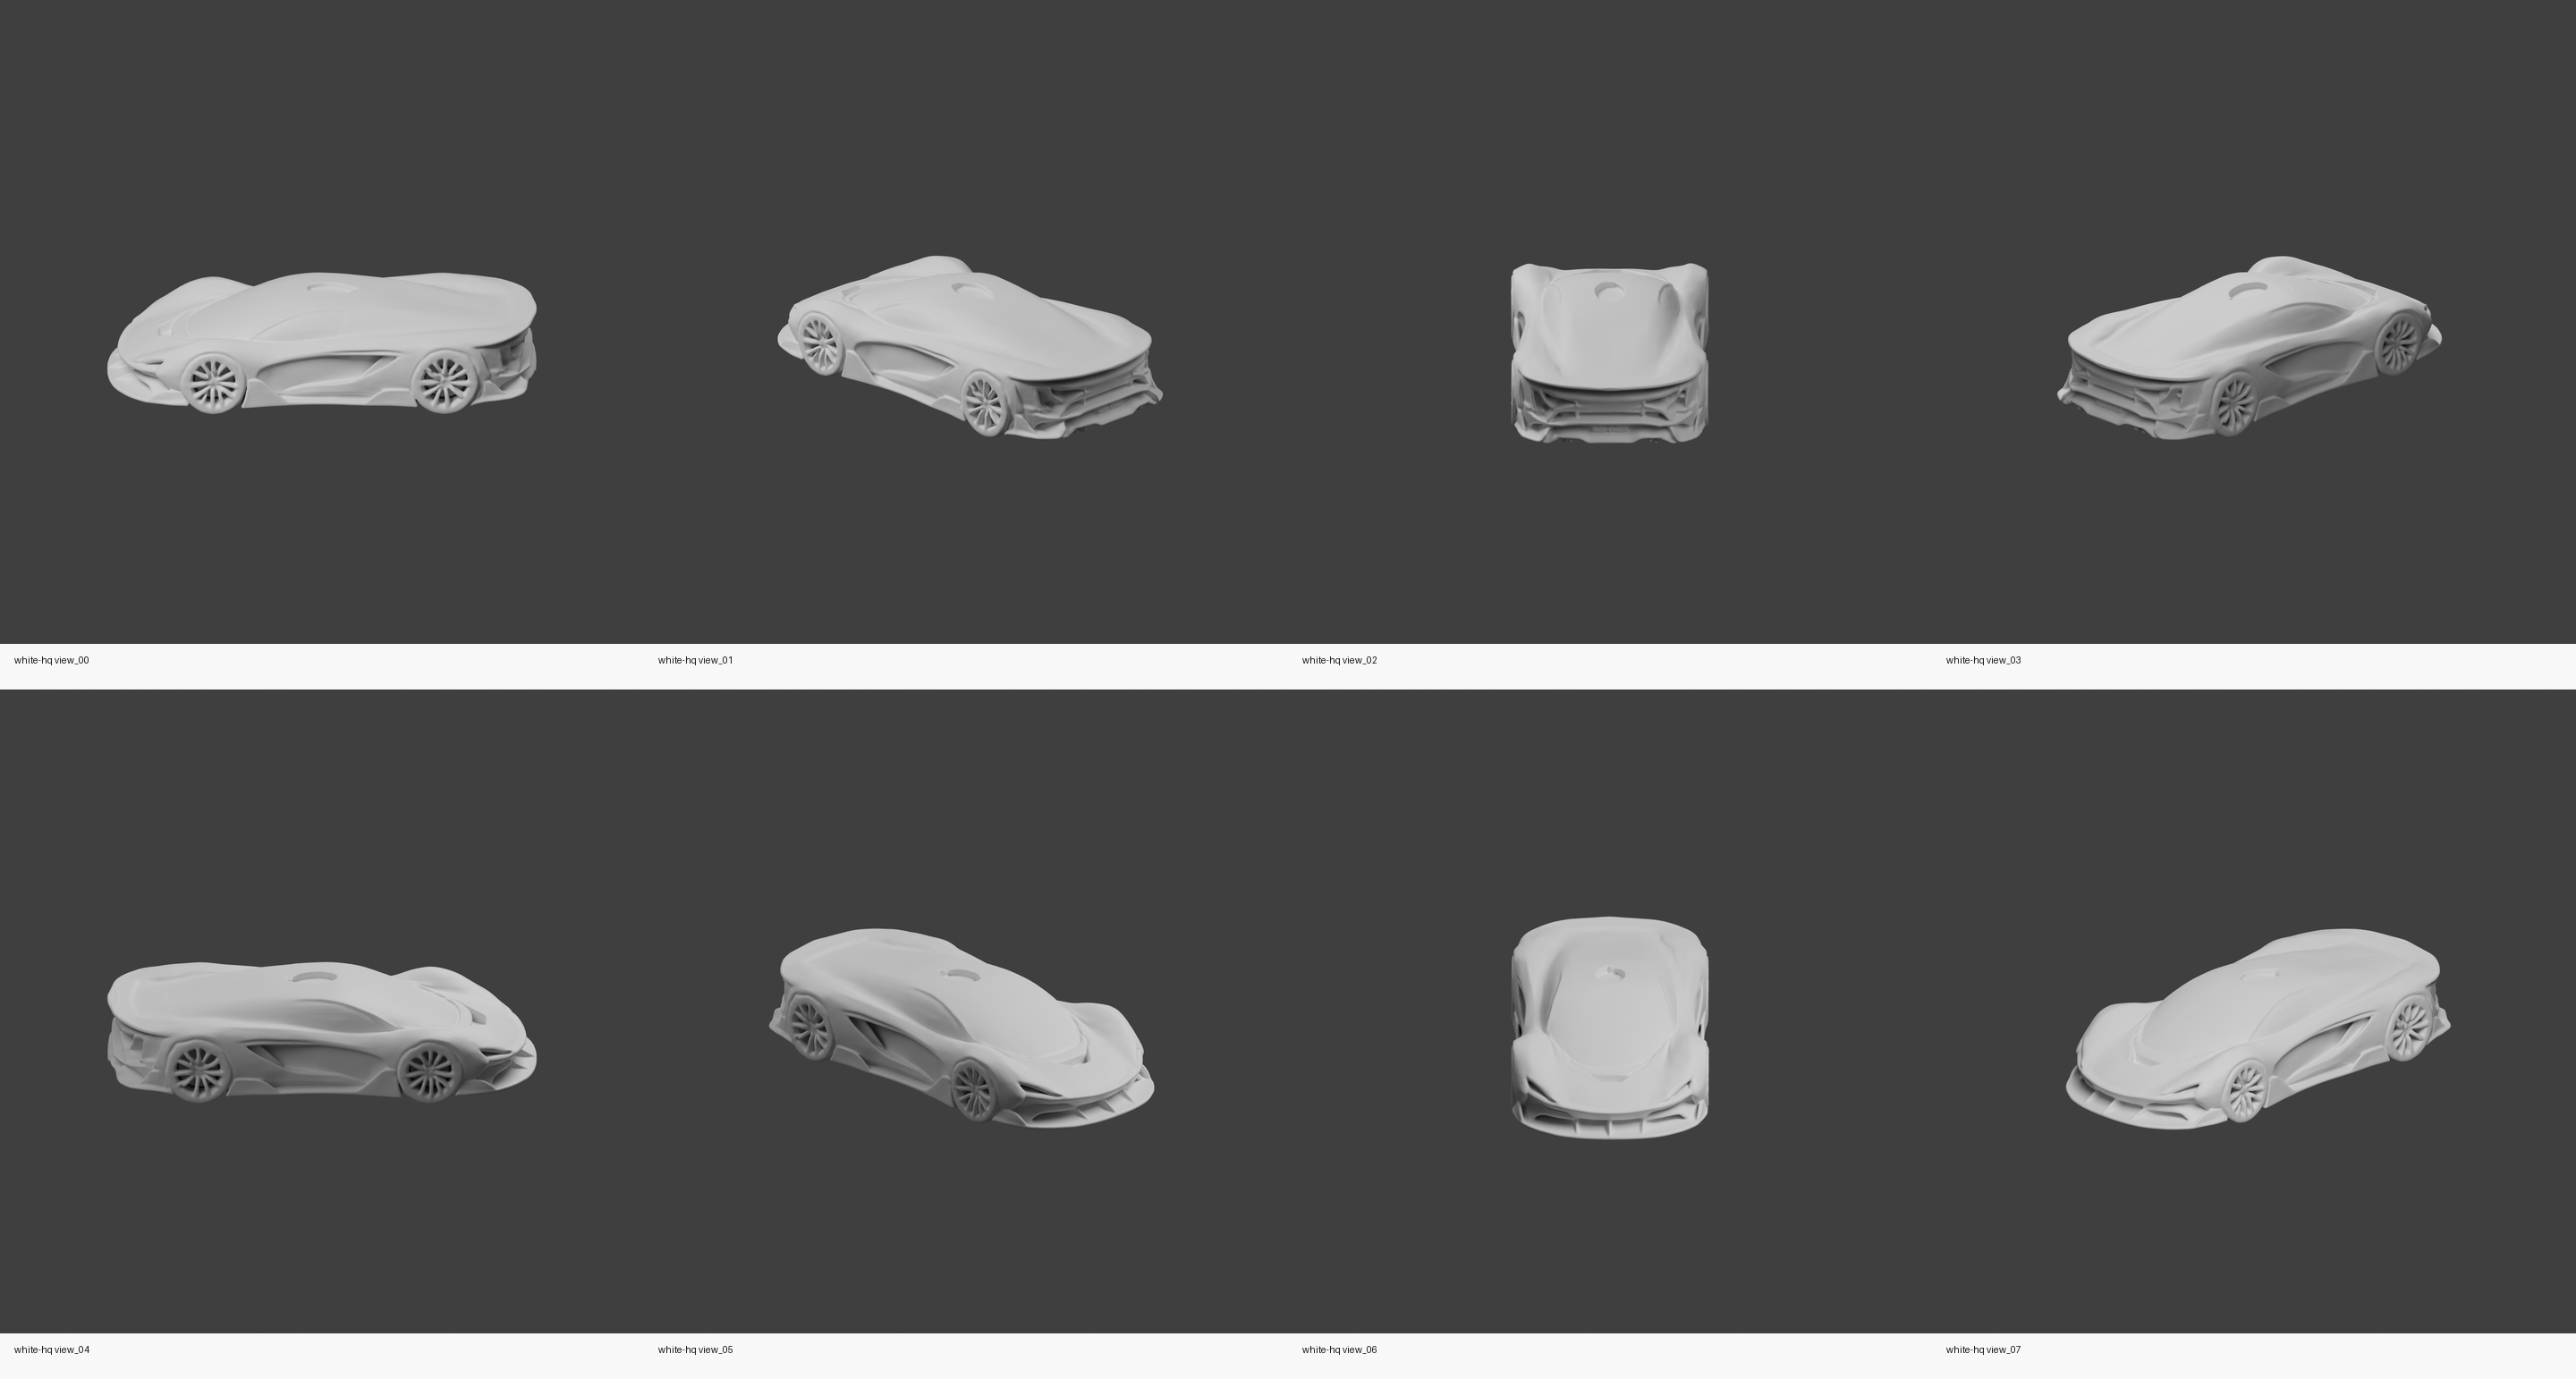 white-hq view_00
white-hq view_01
white-hq view_02
white-hq view_03
white-hq view_04
white-hq view_05
white-hq view_06
white-hq view_07